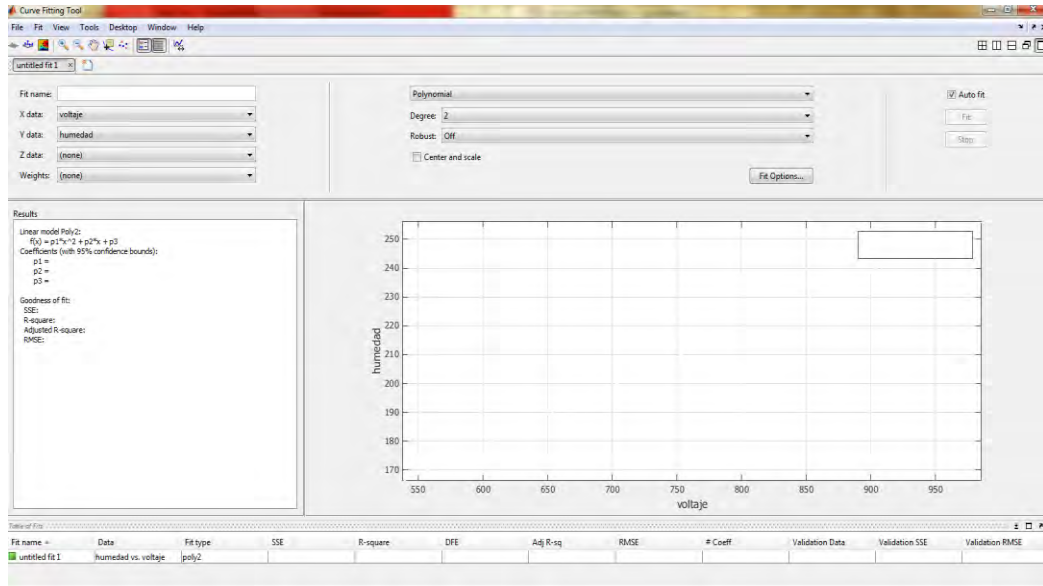 Curve Fitting Tool
File Fit View Tools Desktop Window Help
untitled fit 1
Fit name:
X data: voltaje
Y data: humedad
Z data: (none)
Weights: (none)
Polynomial
Degree: 2
Robust: Off
Center and scale
Fit Options...
Auto fit
Fit
Stop
Results
Linear model Poly2:
f(x) = p1*x^2 + p2*x + p3
Coefficients (with 95% confidence bounds):
p1 =
p2 =
p3 =
Goodness of fit:
SSE:
R-square:
Adjusted R-square:
RMSE:
250
240
230
220
210
200
190
180
170
humedad
550 600 650 700 750 800 850 900 950
voltaje
Table of Fits
Fit name Data Fit type SSE R-square DFE Adj R-sq RMSE # Coeff Validation Data Validation SSE Validation RMSE
untitled fit 1 humedad vs. voltaje poly2